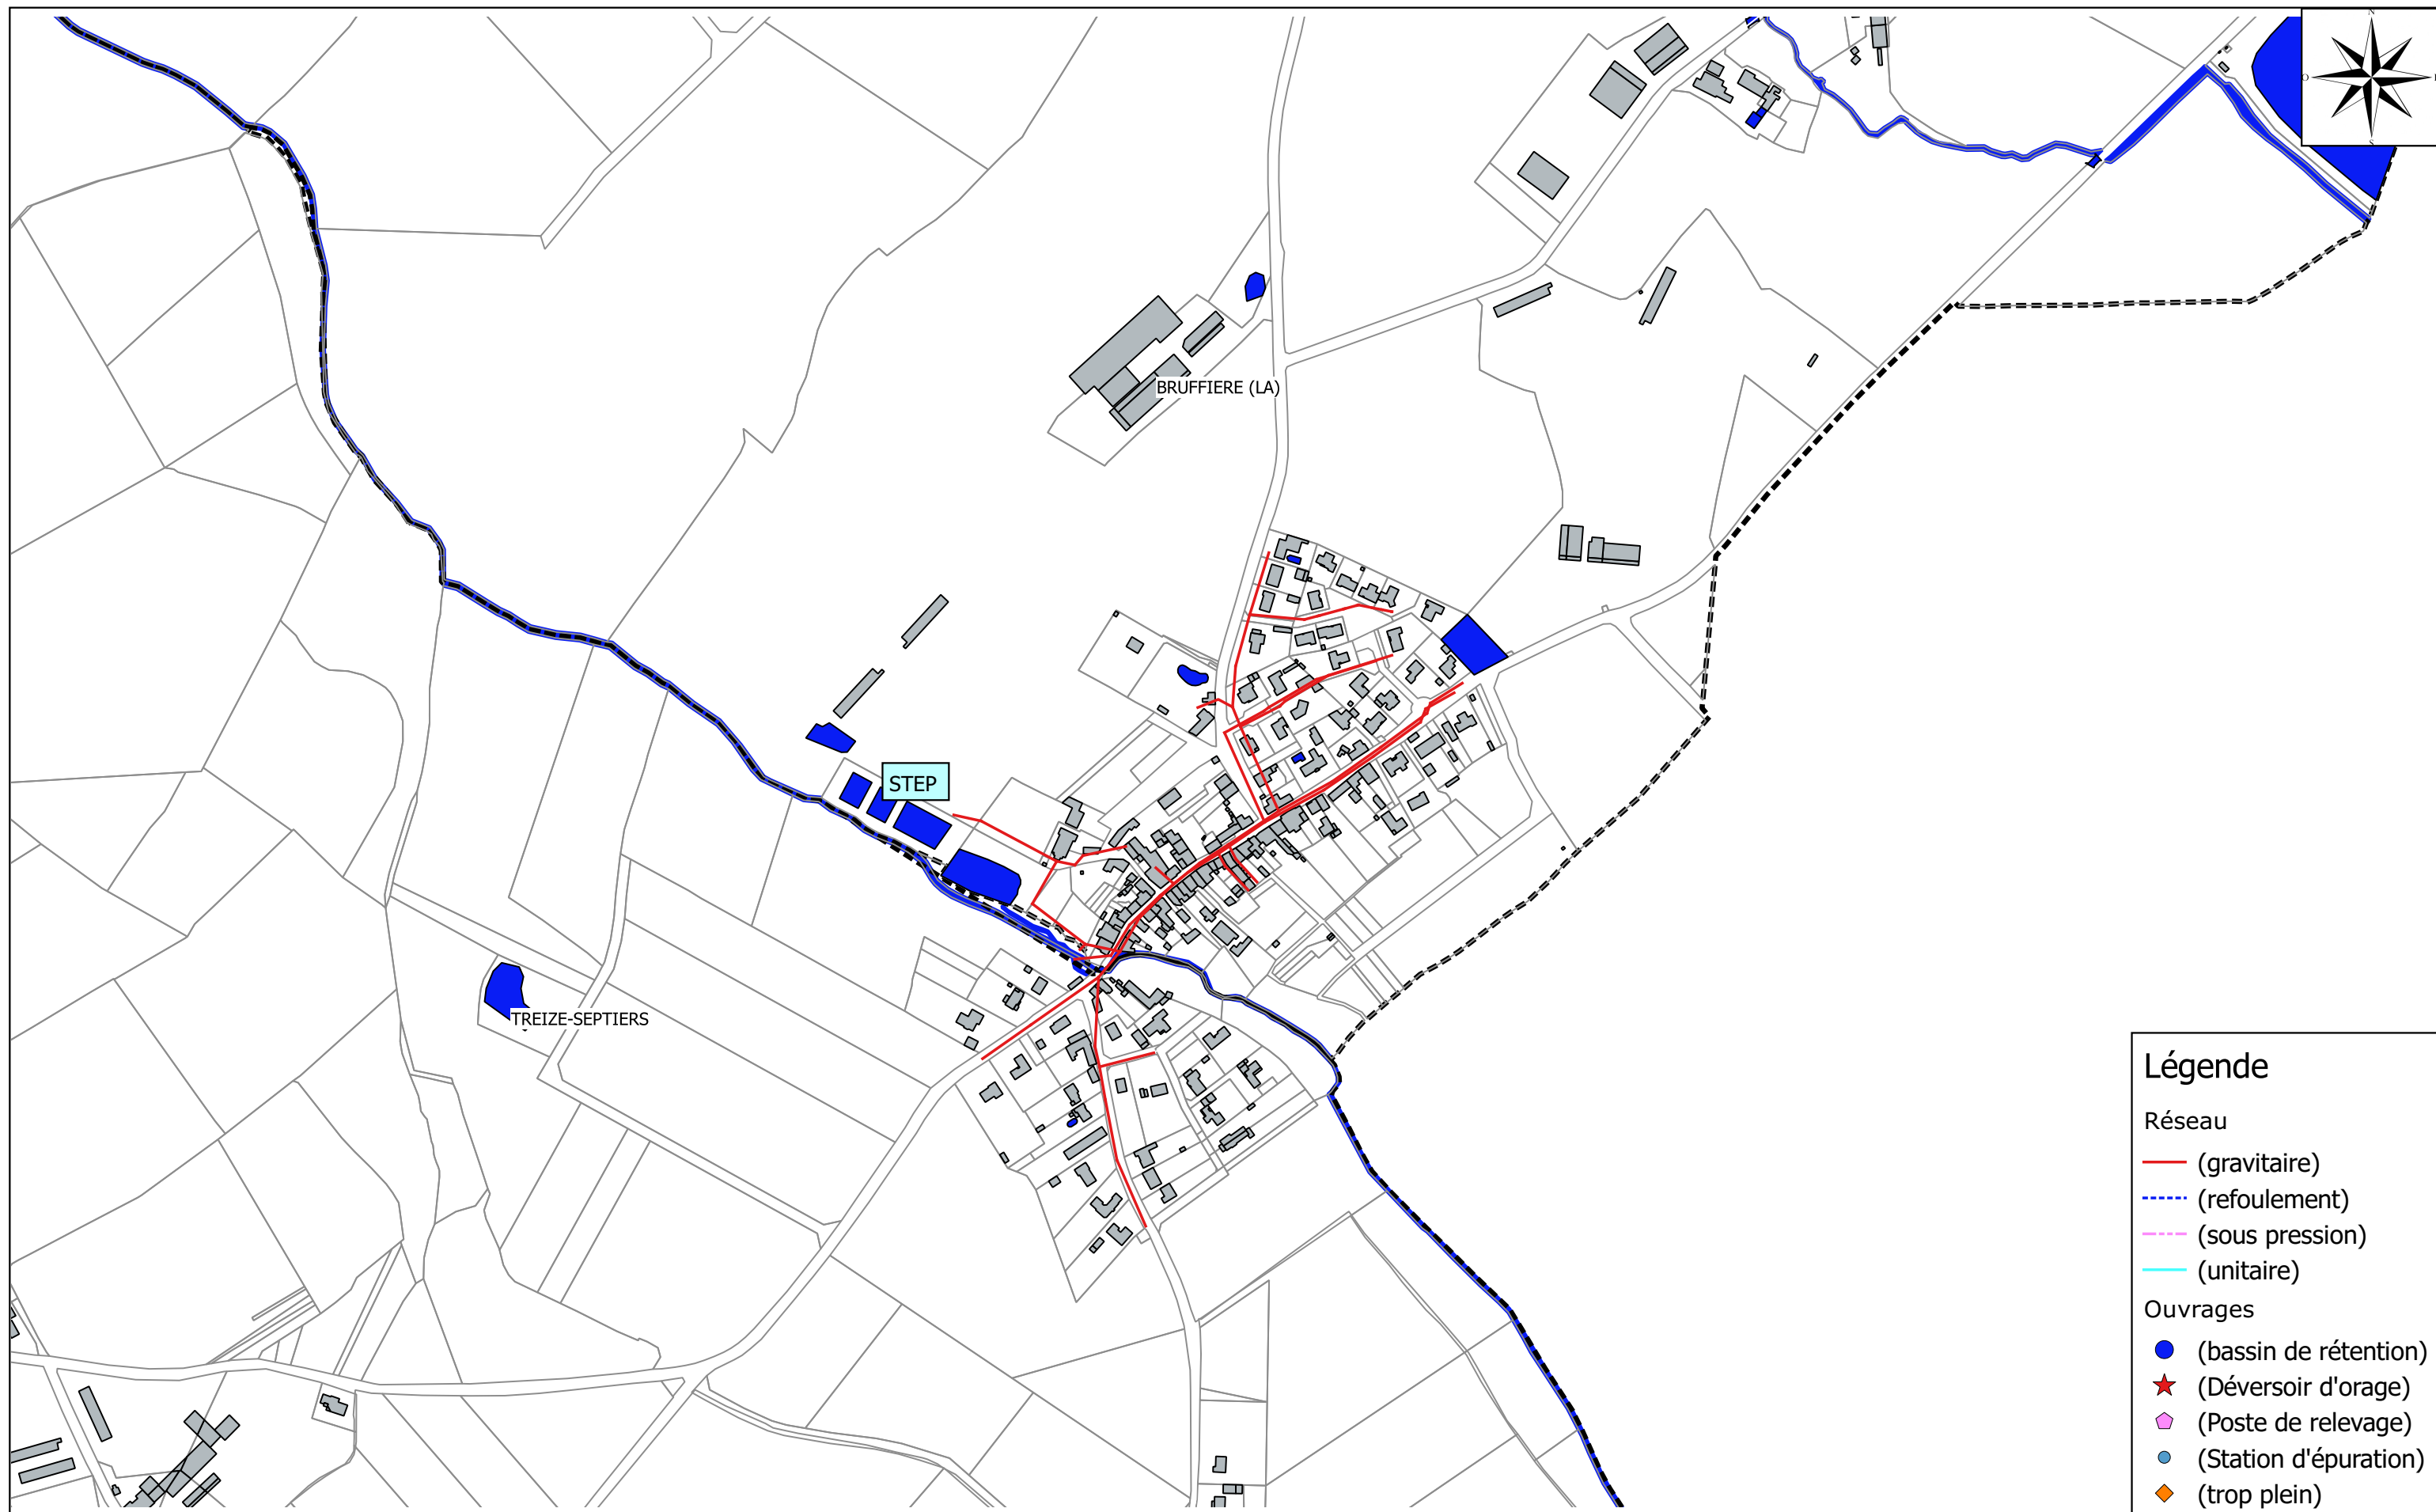 N
O
S
BRUFFIERE (LA)
STEP
TREIZE-SEPTIERS
Légende
Réseau
(gravitaire)
(refoulement)
(sous pression)
(unitaire)
Ouvrages
(bassin de rétention)
(Déversoir d'orage)
(Poste de relevage)
(Station d'épuration)
(trop plein)